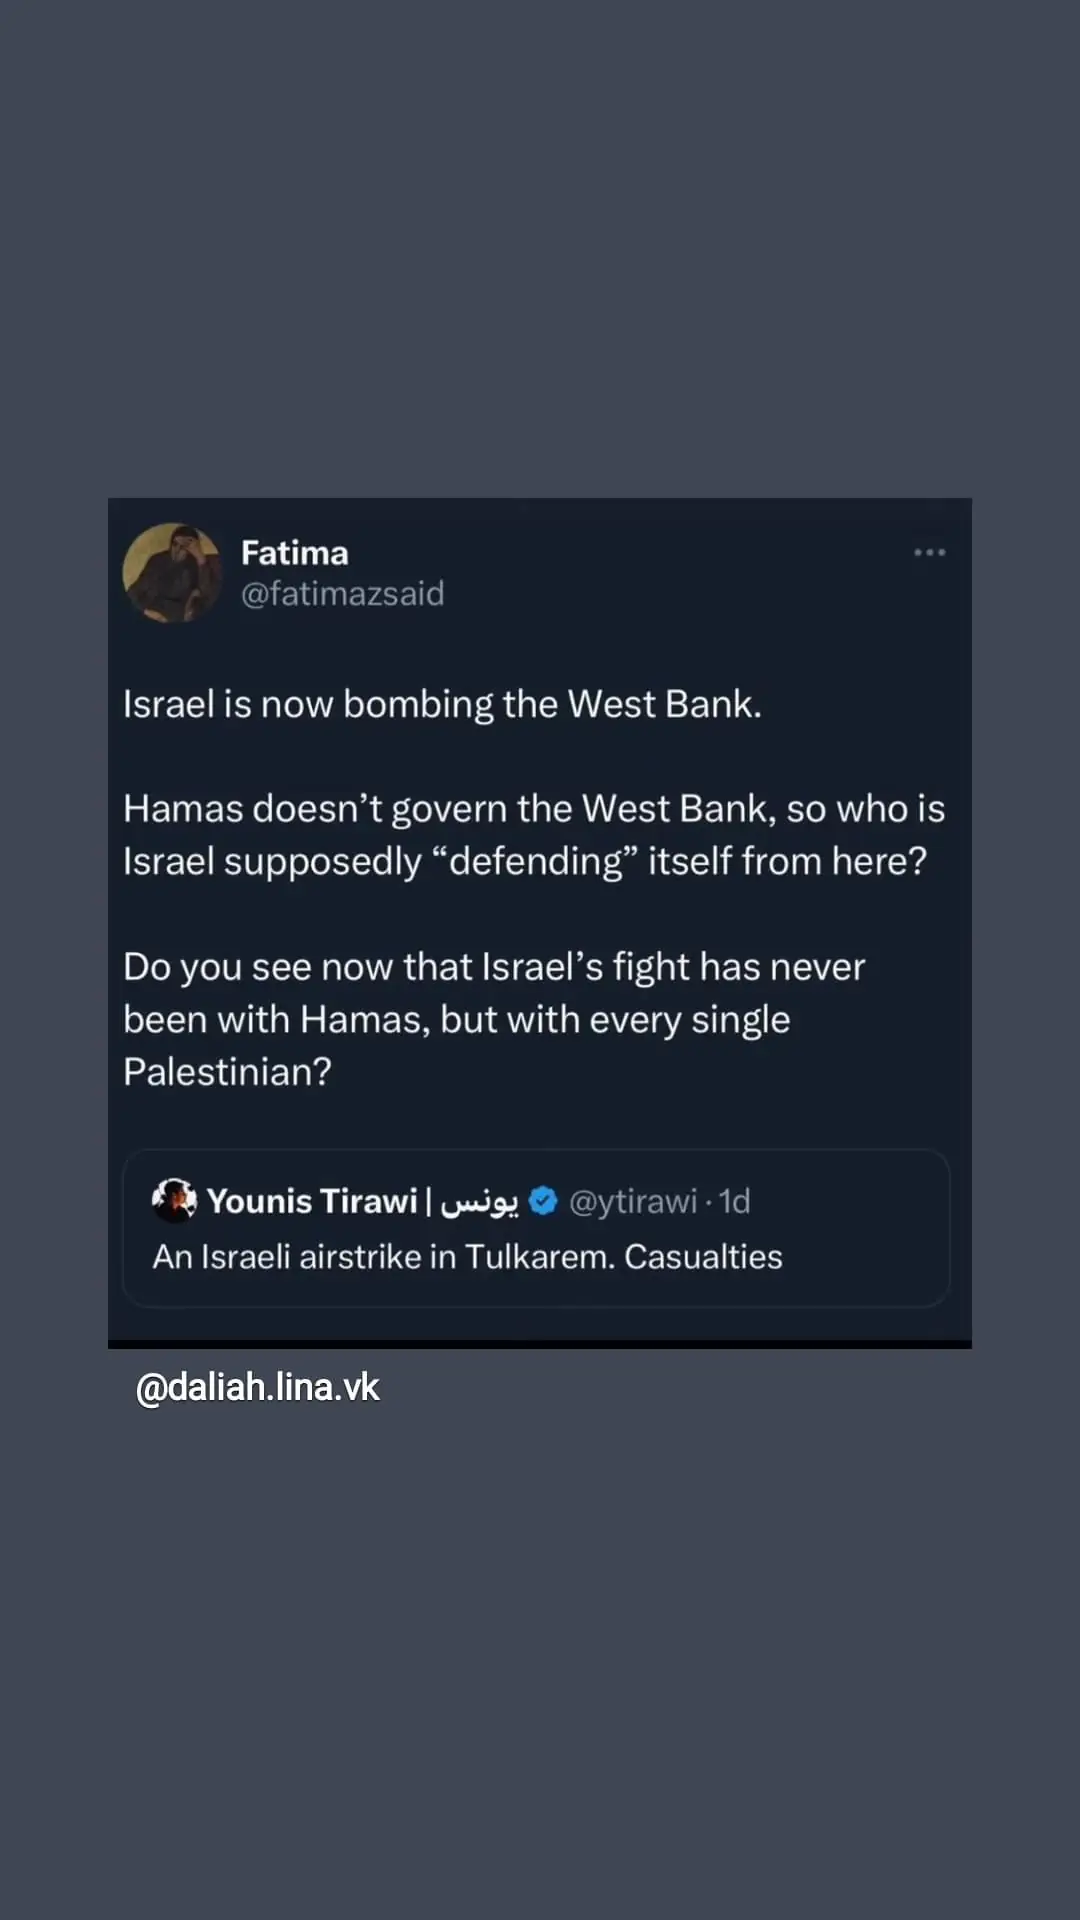 Fatima
@fatimazsaid
Israel is now bombing the West Bank.
Hamas doesn’t govern the West Bank, so who is
Israel supposedly “defending” itself from here?
Do you see now that Israel’s fight has never
been with Hamas, but with every single
Palestinian?
Younis Tirawi | يونس @ytirawi · 1d
An Israeli airstrike in Tulkarem. Casualties
@daliah.lina.vk